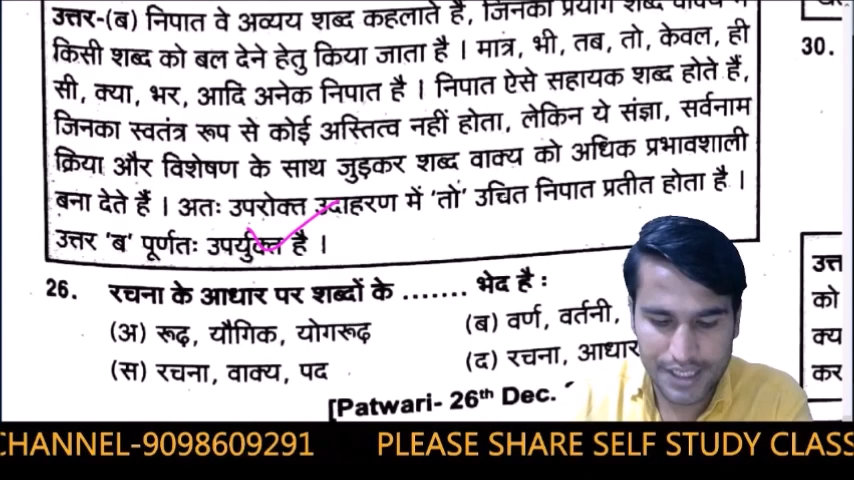 उत्तर-(ब) निपात वे अव्यय शब्द कहलाते हैं, जिनका प्रयोग शब्द वाक्य में
किसी शब्द को बल देने हेतु किया जाता है | मात्र, भी, तब, तो, केवल, ही
सी, क्या, भर, आदि अनेक निपात है | निपात ऐसे सहायक शब्द होते हैं,
जिनका स्वतंत्र रूप से कोई अस्तित्व नहीं होता, लेकिन ये संज्ञा, सर्वनाम
क्रिया और विशेषण के साथ जुड़कर शब्द वाक्य को अधिक प्रभावशाली
बना देते हैं | अतः उपरोक्त उदाहरण में 'तो' उचित निपात प्रतीत होता है |
उत्तर 'ब' पूर्णतः उपर्युक्त है |
26. रचना के आधार पर शब्दों के ....... भेद है :
(अ) रूढ़, यौगिक, योगरूढ़
(ब) वर्ण, वर्तनी,
(स) रचना, वाक्य, पद
(द) रचना, आधार
[Patwari- 26th Dec.
30.
उत्त
को
क्य
कर
CHANNEL-9098609291 PLEASE SHARE SELF STUDY CLASS